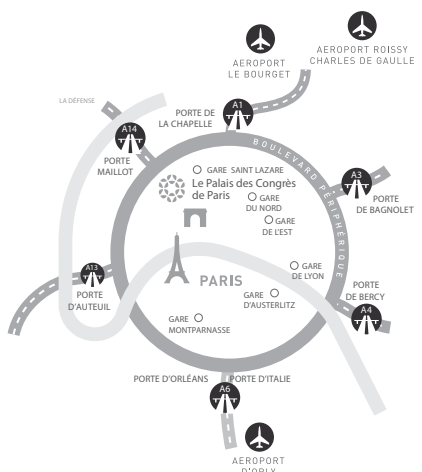 AEROPORT ROISSY
CHARLES DE GAULLE
AEROPORT
LE BOURGET
LA DÉFENSE
A14
PORTE DE
LA CHAPELLE
A1
BOULEVARD PÉRIPHÉRIQUE
PORTE
MAILLOT
GARE SAINT LAZARE
Le Palais des Congrès
de Paris
GARE
DU NORD
GARE
DE L'EST
A3
PORTE
DE BAGNOLET
A13
PORTE
D'AUTEUIL
PARIS
GARE
DE LYON
GARE
D'AUSTERLITZ
GARE
MONTPARNASSE
PORTE
DE BERCY
A4
PORTE D'ORLÉANS
PORTE D'ITALIE
A6
AEROPORT
D'ORLY